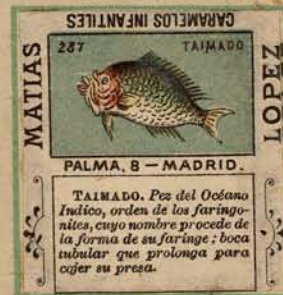 CARAMELOS INFANTILES
MATIAS
LOPEZ
287 TAIMADO
PALMA, 8 — MADRID.
TAIMADO. Pez del Océano
Indico, orden de los faringo-
nites, cuyo nombre procede de
la forma de su faringe; boca
tubular que prolonga para
cojer su presa.